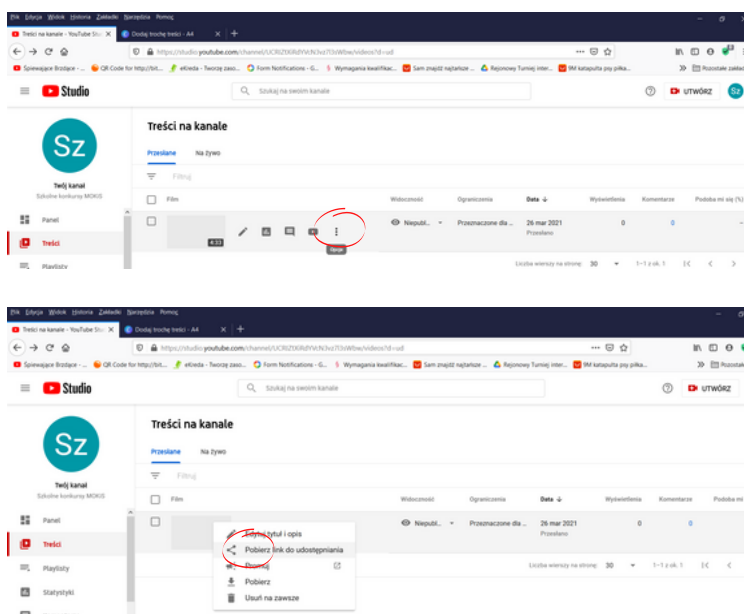 Plik Edycja Widok Historia Zakładki Narzędzia Pomoc
Treści na kanale - YouTube Stu X Dodaj trochę treści - A4 X +
https://studio.youtube.com/channel/
Śpiewające Brzdące - ... QR Code for http://bit... eKreda - Tworzę zaso... Form Notifications - G... Wymagania kwalifikac... Sam znajdź najtańsze ... Rejonowy Turniej inter... 9M katapulta psy piłka... Pozostałe zakład
Studio Szukaj na swoim kanale UTWÓRZ Sz
Sz
Treści na kanale
Przesłane Na żywo
Filtruj
Twój kanał
Szkolne konkursy MOKiS
Film Widoczność Ograniczenia Data ↓ Wyświetlenia Komentarze Podoba mi się (%)
Panel
4:33 Niepubl... Przeznaczone dla ... 26 mar 2021 0 0 -
Przesłano
Treści
Opcje
Playlisty
Liczba wierszy na stronę: 30 1–1 z ok. 1 |< < >
Plik Edycja Widok Historia Zakładki Narzędzia Pomoc
Treści na kanale - YouTube Stu X Dodaj trochę treści - A4 X +
https://studio.youtube.com/channel/
Śpiewające Brzdące - ... QR Code for http://bit... eKreda - Tworzę zaso... Form Notifications - G... Wymagania kwalifikac... Sam znajdź najtańsze ... Rejonowy Turniej inter... 9M katapulta psy piłka... Pozostałe
Studio Szukaj na swoim kanale UTWÓRZ
Sz
Treści na kanale
Przesłane Na żywo
Filtruj
Twój kanał
Szkolne konkursy MOKiS
Film Widoczność Ograniczenia Data ↓ Wyświetlenia Komentarze Podoba mi
Panel
Niepubl... Przeznaczone dla ... 26 mar 2021 0 0
Przesłano
Edytuj tytuł i opis
Treści
Pobierz link do udostępniania
Promuj
Playlisty
Liczba wierszy na stronę: 30 1–1 z ok. 1 |< <
Pobierz
Statystyki
Usuń na zawsze